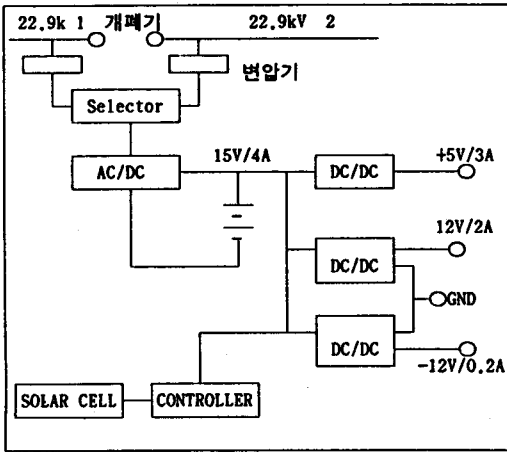 22.9k 1 개폐기 22.9kV 2
변압기
Selector
15V/4A
AC/DC
DC/DC
+5V/3A
12V/2A
DC/DC
GND
DC/DC
-12V/0.2A
SOLAR CELL
CONTROLLER